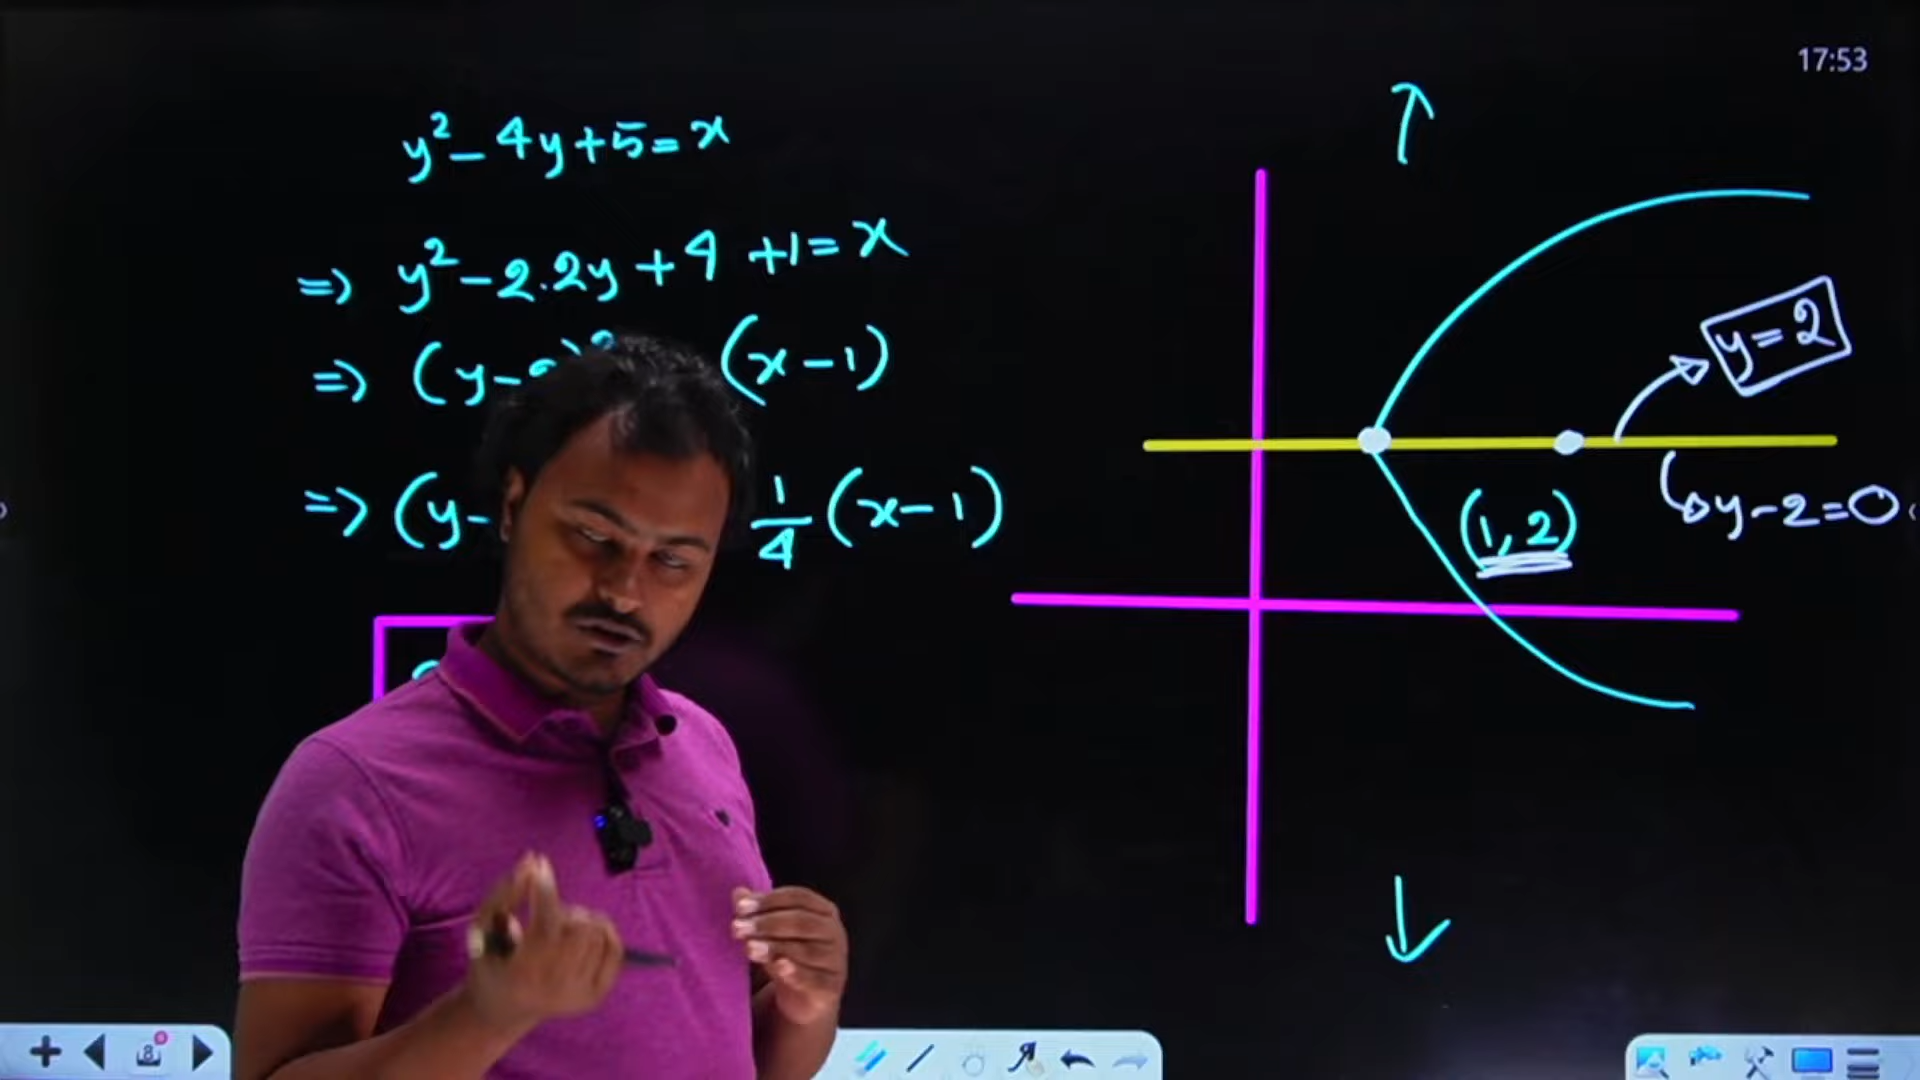 17:53
y² - 4y + 5 = x
=> y² - 2.2y + 4 + 1 = x
=> (y - (x - 1)
=> (y - 1/4 (x - 1)
y = 2
(1, 2)
y - 2 = 0